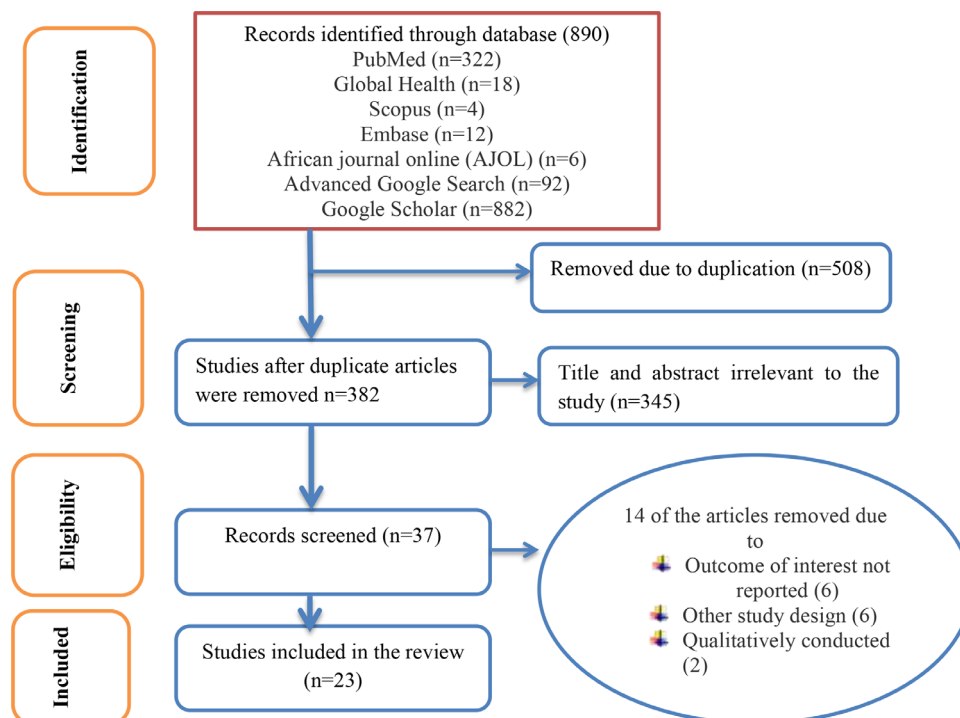 Identification
Records identified through database (890)
PubMed (n=322)
Global Health (n=18)
Scopus (n=4)
Embase (n=12)
African journal online (AJOL) (n=6)
Advanced Google Search (n=92)
Google Scholar (n=882)
Removed due to duplication (n=508)
Screening
Studies after duplicate articles
were removed n=382
Title and abstract irrelevant to the
study (n=345)
Eligibility
Records screened (n=37)
14 of the articles removed due
to
Outcome of interest not
reported (6)
Other study design (6)
Qualitatively conducted
(2)
Included
Studies included in the review
(n=23)